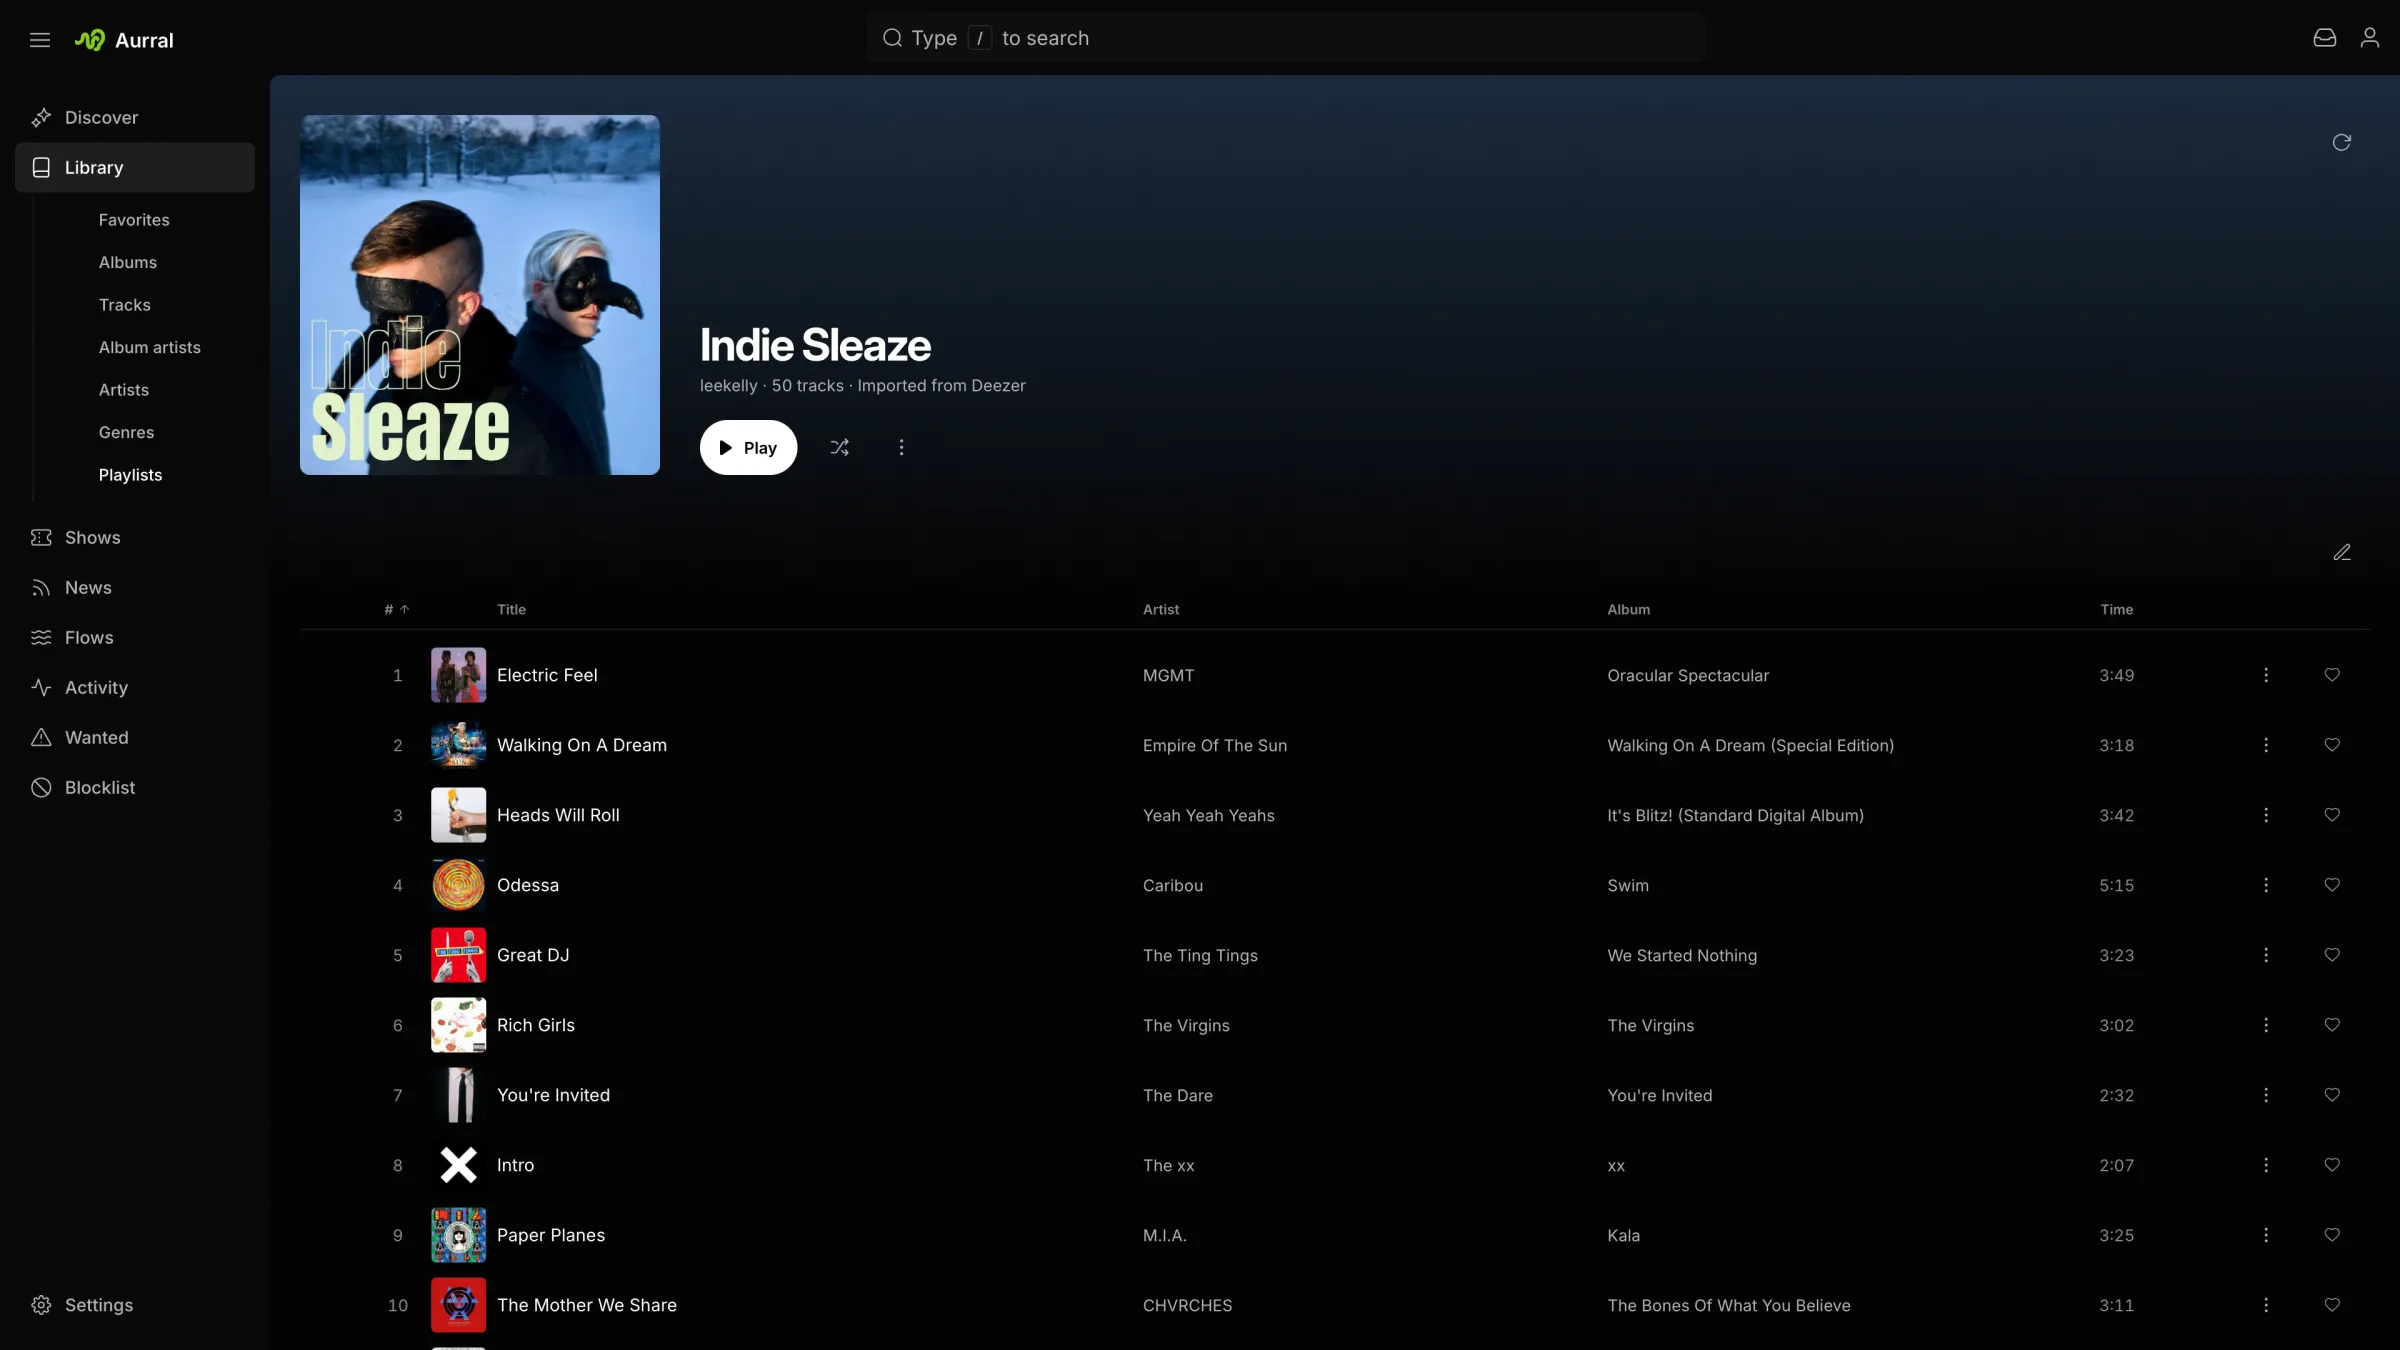 Aurral
Type / to search
Discover
Library
Favorites
Albums
Tracks
Album artists
Artists
Genres
Playlists
Shows
News
Flows
Activity
Wanted
Blocklist
Settings
Indie
Sleaze
Indie Sleaze
leekelly · 50 tracks · Imported from Deezer
Play
# ↑ Title Artist Album Time
1 Electric Feel MGMT Oracular Spectacular 3:49
2 Walking On A Dream Empire Of The Sun Walking On A Dream (Special Edition) 3:18
3 Heads Will Roll Yeah Yeah Yeahs It's Blitz! (Standard Digital Album) 3:42
4 Odessa Caribou Swim 5:15
5 Great DJ The Ting Tings We Started Nothing 3:23
6 Rich Girls The Virgins The Virgins 3:02
7 You're Invited The Dare You're Invited 2:32
8 Intro The xx xx 2:07
9 Paper Planes M.I.A. Kala 3:25
10 The Mother We Share CHVRCHES The Bones Of What You Believe 3:11